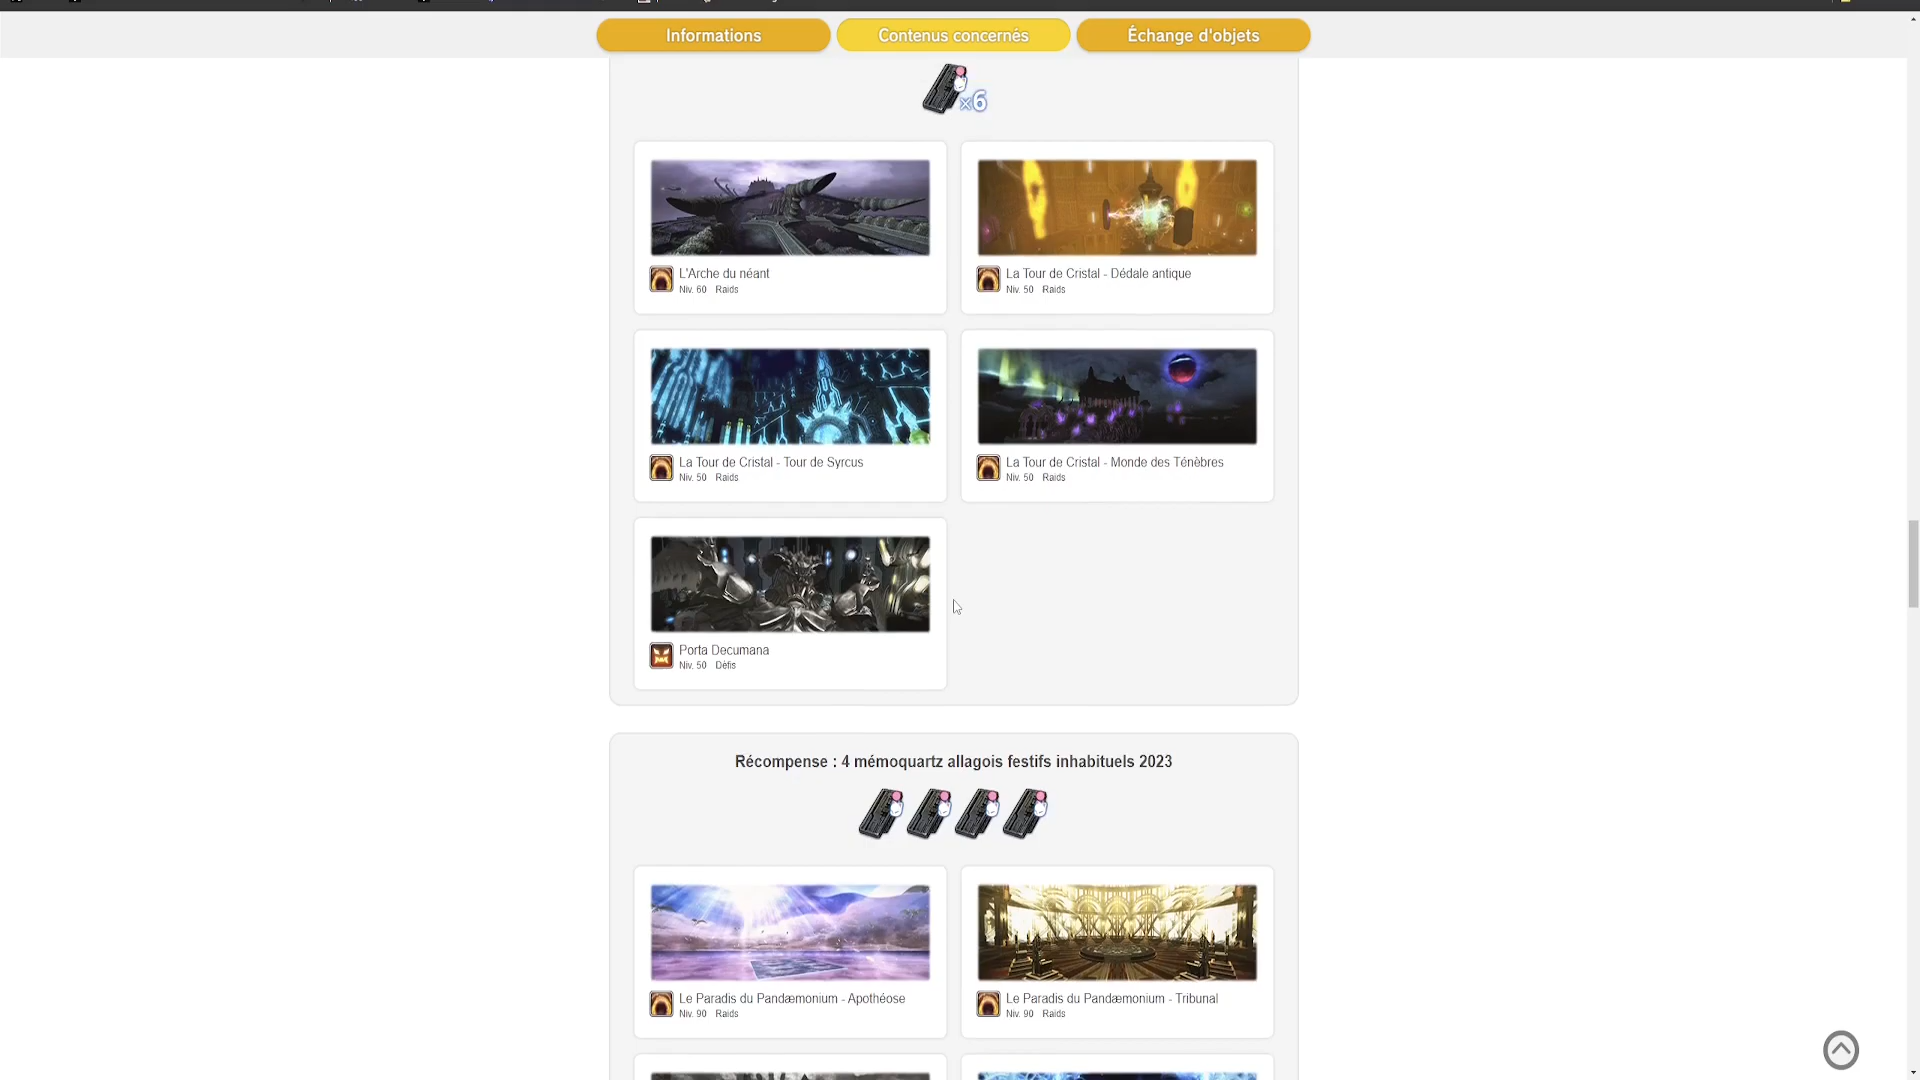 Informations
Contenus concernés
Échange d'objets
×6
L'Arche du néant
Niv. 60 Raids
La Tour de Cristal - Dédale antique
Niv. 50 Raids
La Tour de Cristal - Tour de Syrcus
Niv. 50 Raids
La Tour de Cristal - Monde des Ténèbres
Niv. 50 Raids
Porta Decumana
Niv. 50 Défis
Récompense : 4 mémoquartz allagois festifs inhabituels 2023
Le Paradis du Pandæmonium - Apothéose
Niv. 90 Raids
Le Paradis du Pandæmonium - Tribunal
Niv. 90 Raids